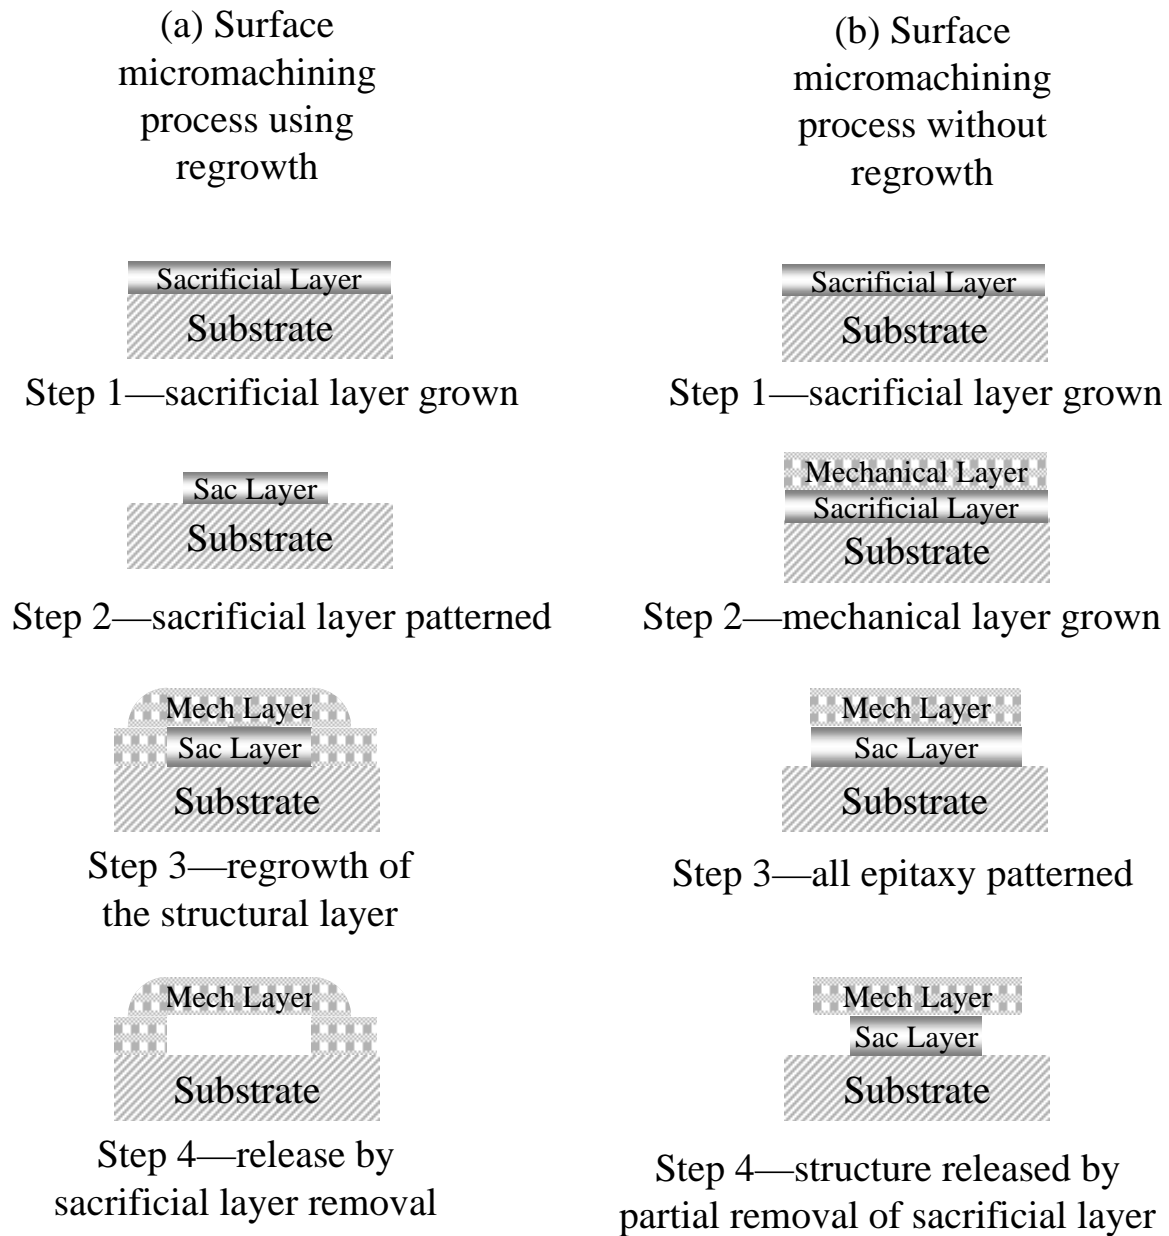 (a) Surface
micromachining
process using
regrowth
Sacrificial Layer
Substrate
Step 1—sacrificial layer grown
Sac Layer
Substrate
Step 2—sacrificial layer patterned
Mech Layer
Sac Layer
Substrate
Step 3—regrowth of
the structural layer
Mech Layer
Substrate
Step 4—release by
sacrificial layer removal
(b) Surface
micromachining
process without
regrowth
Sacrificial Layer
Substrate
Step 1—sacrificial layer grown
Mechanical Layer
Sacrificial Layer
Substrate
Step 2—mechanical layer grown
Mech Layer
Sac Layer
Substrate
Step 3—all epitaxy patterned
Mech Layer
Sac Layer
Substrate
Step 4—structure released by
partial removal of sacrificial layer